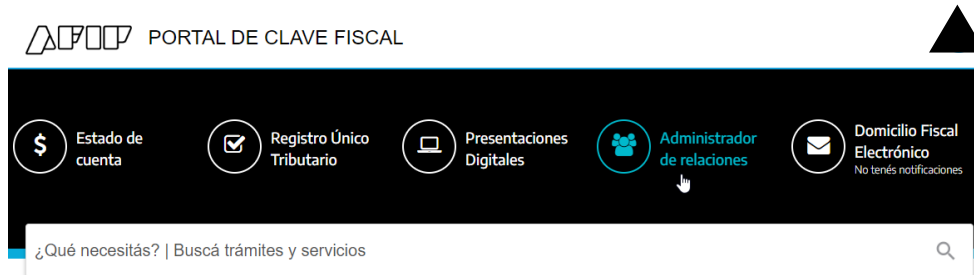 AFIP PORTAL DE CLAVE FISCAL
Estado de
cuenta
Registro Único
Tributario
Presentaciones
Digitales
Administrador
de relaciones
Domicilio Fiscal
Electrónico
No tenés notificaciones
¿Qué necesitás? | Buscá trámites y servicios